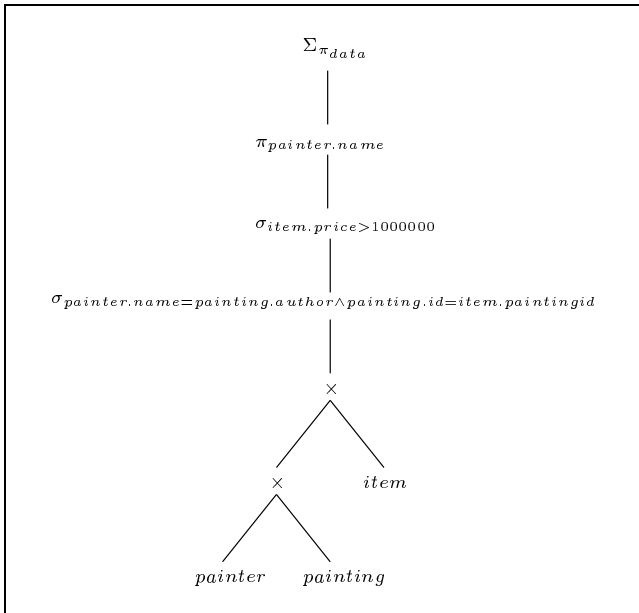 Σ_{π_{data}}
π_{painter.name}
σ_{item.price>1000000}
σ_{painter.name=painting.author∧painting.id=item.paintingid}
×
× item
painter painting